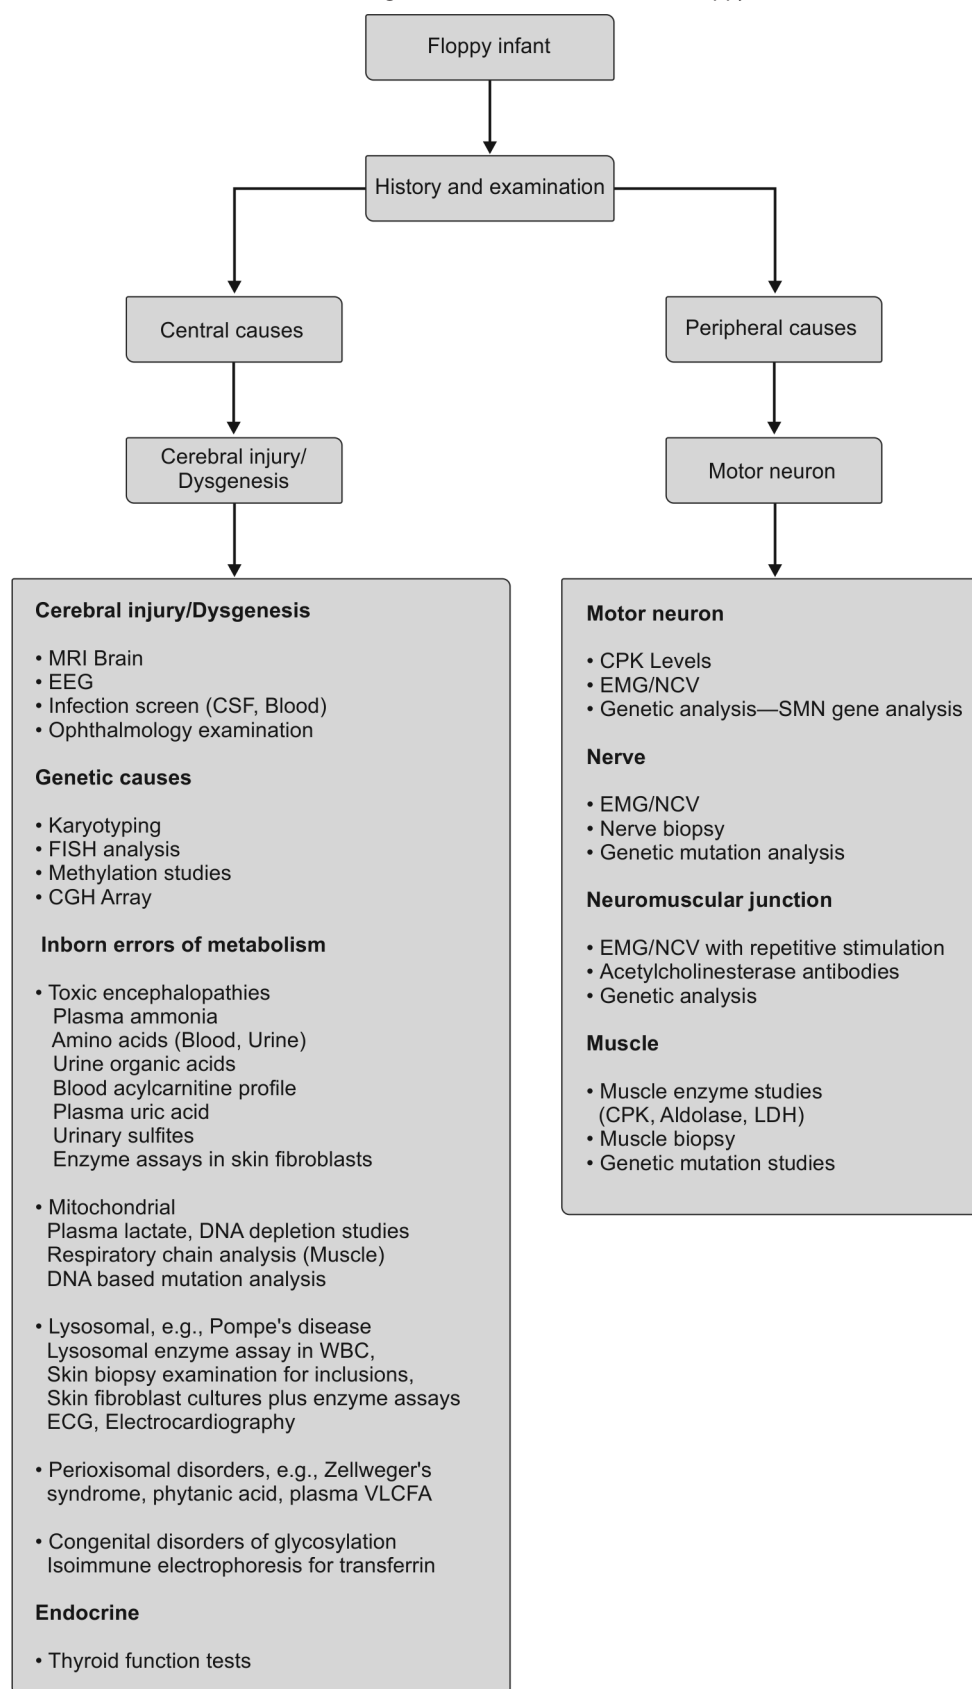 Floppy infant
History and examination
Central causes
Peripheral causes
Cerebral injury/
Dysgenesis
Motor neuron
Cerebral injury/Dysgenesis
• MRI Brain
• EEG
• Infection screen (CSF, Blood)
• Ophthalmology examination
Genetic causes
• Karyotyping
• FISH analysis
• Methylation studies
• CGH Array
Inborn errors of metabolism
• Toxic encephalopathies
Plasma ammonia
Amino acids (Blood, Urine)
Urine organic acids
Blood acylcarnitine profile
Plasma uric acid
Urinary sulfites
Enzyme assays in skin fibroblasts
• Mitochondrial
Plasma lactate, DNA depletion studies
Respiratory chain analysis (Muscle)
DNA based mutation analysis
• Lysosomal, e.g., Pompe's disease
Lysosomal enzyme assay in WBC,
Skin biopsy examination for inclusions,
Skin fibroblast cultures plus enzyme assays
ECG, Electrocardiography
• Perioxisomal disorders, e.g., Zellweger's
syndrome, phytanic acid, plasma VLCFA
• Congenital disorders of glycosylation
Isoimmune electrophoresis for transferrin
Endocrine
• Thyroid function tests
Motor neuron
• CPK Levels
• EMG/NCV
• Genetic analysis—SMN gene analysis
Nerve
• EMG/NCV
• Nerve biopsy
• Genetic mutation analysis
Neuromuscular junction
• EMG/NCV with repetitive stimulation
• Acetylcholinesterase antibodies
• Genetic analysis
Muscle
• Muscle enzyme studies
(CPK, Aldolase, LDH)
• Muscle biopsy
• Genetic mutation studies